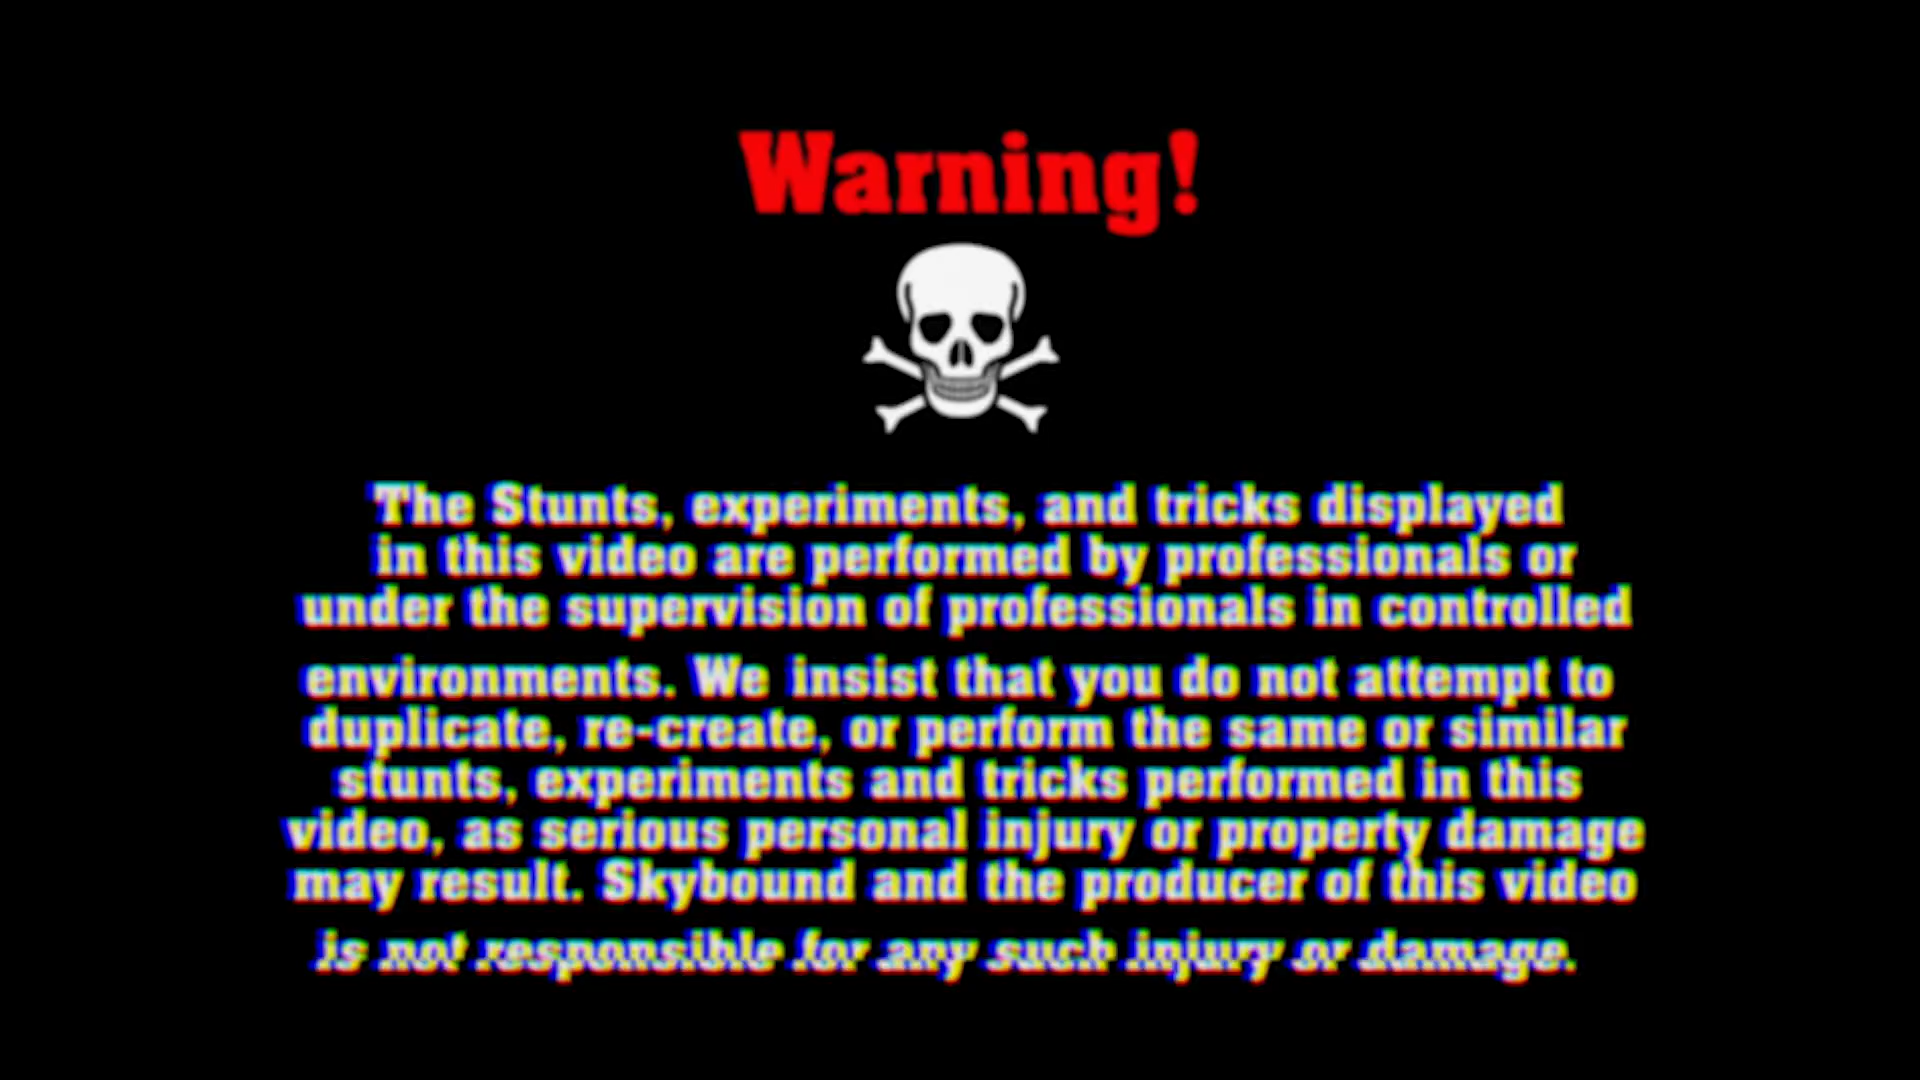 Warning!
The Stunts, experiments, and tricks displayed
in this video are performed by professionals or
under the supervision of professionals in controlled
environments. We insist that you do not attempt to
duplicate, re-create, or perform the same or similar
stunts, experiments and tricks performed in this
video, as serious personal injury or property damage
may result. Skybound and the producer of this video
is not responsible for any such injury or damage.